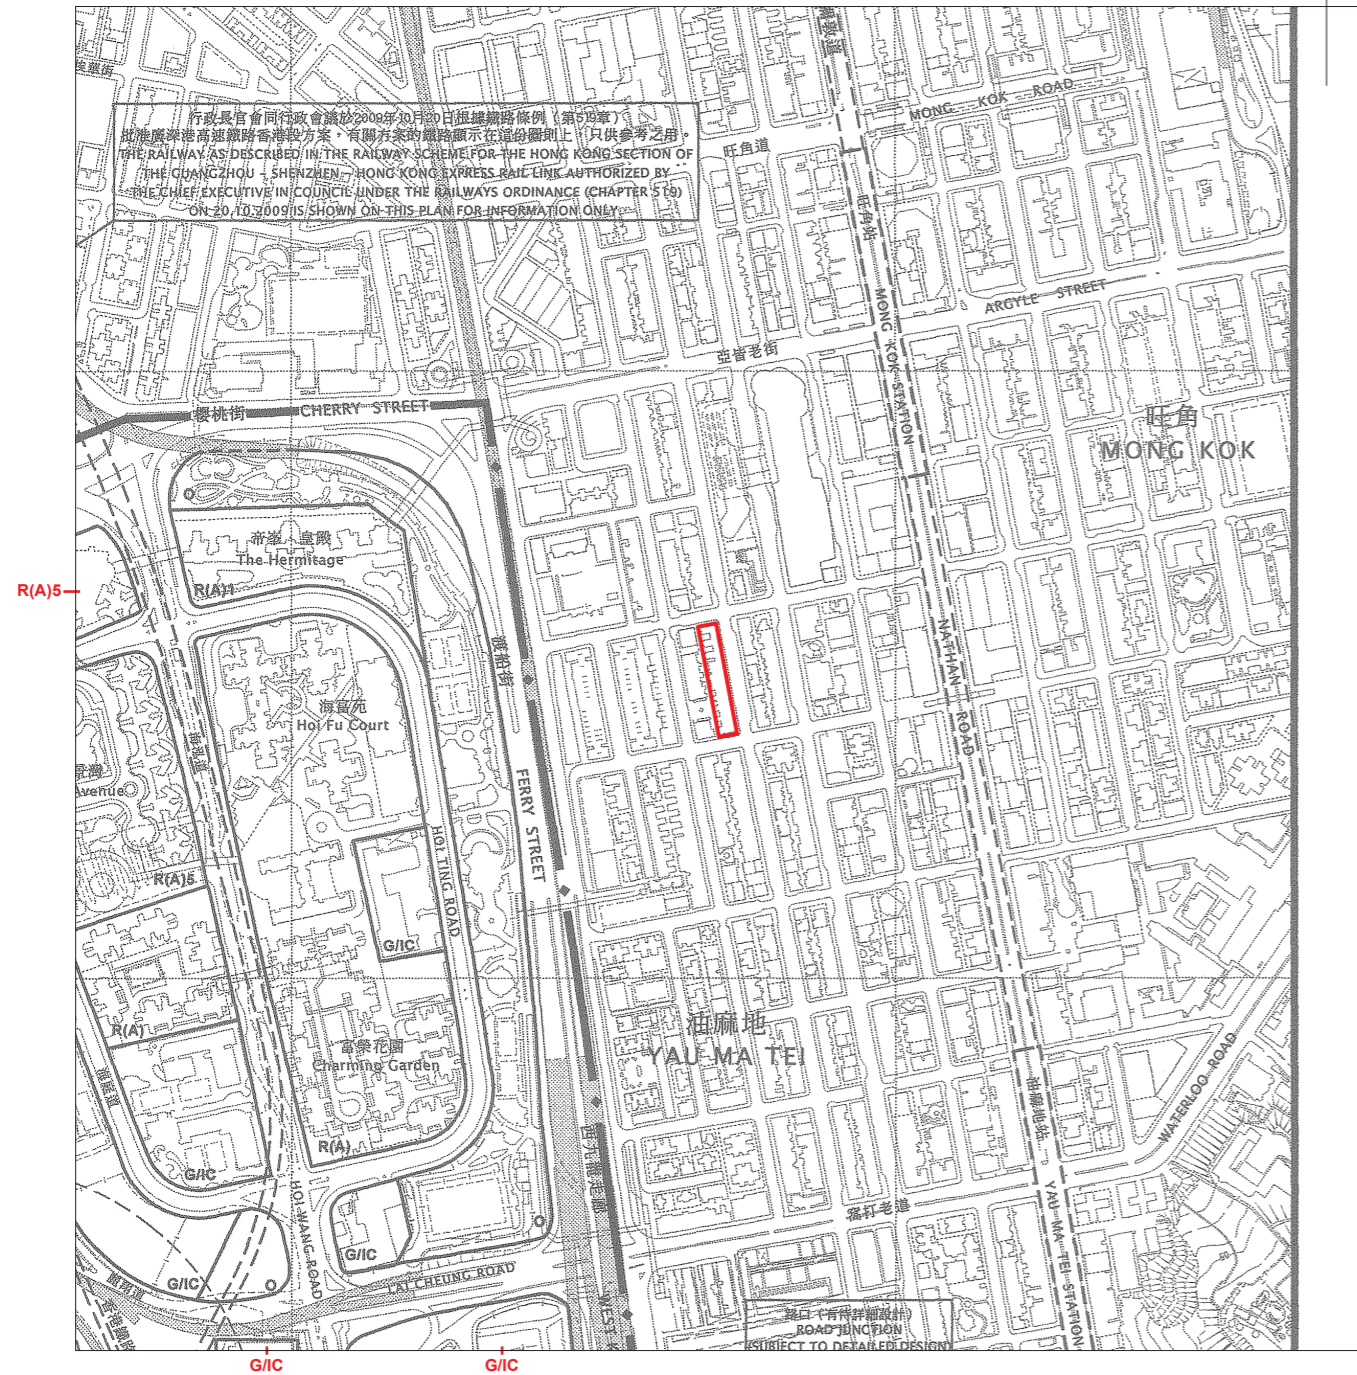 行政長官會同行政會議於2009年10月20日根據鐵路條例（第519章）
批准廣深港高速鐵路香港段方案，有關方案的鐵路顯示在這份圖則上，只供參考之用。
THE RAILWAY AS DESCRIBED IN THE RAILWAY SCHEME FOR THE HONG KONG SECTION OF
THE GUANGZHOU - SHENZHEN - HONG KONG EXPRESS RAIL LINK AUTHORIZED BY
THE CHIEF EXECUTIVE IN COUNCIL UNDER THE RAILWAYS ORDINANCE (CHAPTER 519)
ON 20.10.2009 IS SHOWN ON THIS PLAN FOR INFORMATION ONLY.
MONG KOK ROAD
旺角道
旺角站
MONG KOK STATION
ARGYLE STREET
亞皆老街
櫻桃街
CHERRY STREET
旺角
MONG KOK
O
帝峯．皇殿
The Hermitage
R(A)5
R(A)1
渡船街
NATHAN ROAD
海富苑
Hoi Fu Court
Avenue
FERRY STREET
HOI TING ROAD
R(A)5
G/IC
油麻地
YAU MA TEI
R(A)
富榮花園
Charming Garden
油麻地站
WATERLOO ROAD
R(A)
G/IC
HOI WANG ROAD
YAU MA TEI STATION
窩打老道
O
G/IC
G/IC
O
LAI CHEUNG ROAD
WEST K
路口（有待詳細設計）
ROAD JUNCTION
(SUBJECT TO DETAILED DESIGN)
G/IC
G/IC